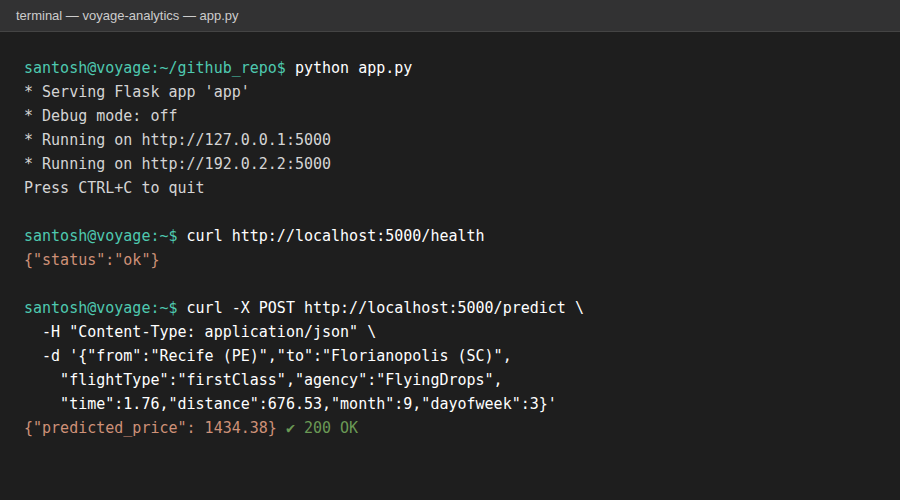 terminal — voyage-analytics — app.py
santosh@voyage:~/github_repo$ python app.py
* Serving Flask app 'app'
* Debug mode: off
* Running on http://127.0.0.1:5000
* Running on http://192.0.2.2:5000
Press CTRL+C to quit
santosh@voyage:~$ curl http://localhost:5000/health
{"status":"ok"}
santosh@voyage:~$ curl -X POST http://localhost:5000/predict \
-H "Content-Type: application/json" \
-d '{"from":"Recife (PE)","to":"Florianopolis (SC)",
"flightType":"firstClass","agency":"FlyingDrops",
"time":1.76,"distance":676.53,"month":9,"dayofweek":3}'
{"predicted_price": 1434.38} ✔ 200 OK